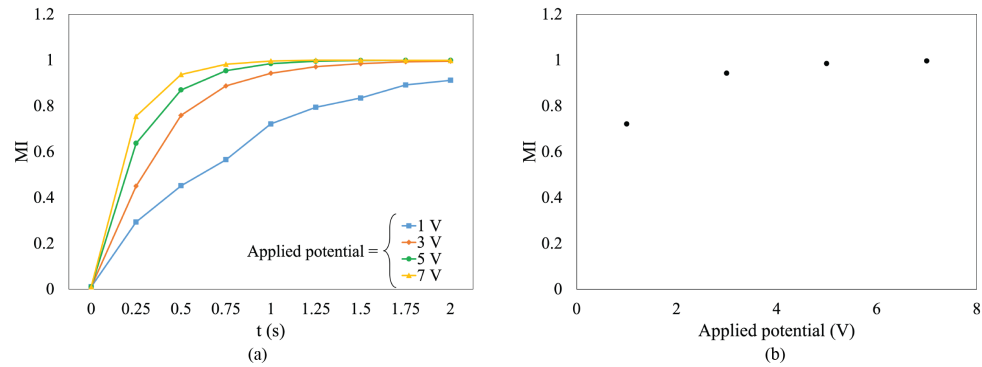 1.2
1
0.8
0.6
0.4
0.2
0
MI
0 0.25 0.5 0.75 1 1.25 1.5 1.75 2
t (s)
Applied potential =
1 V
3 V
5 V
7 V
(a)
1.2
1
0.8
0.6
0.4
0.2
0
MI
0 2 4 6 8
Applied potential (V)
(b)